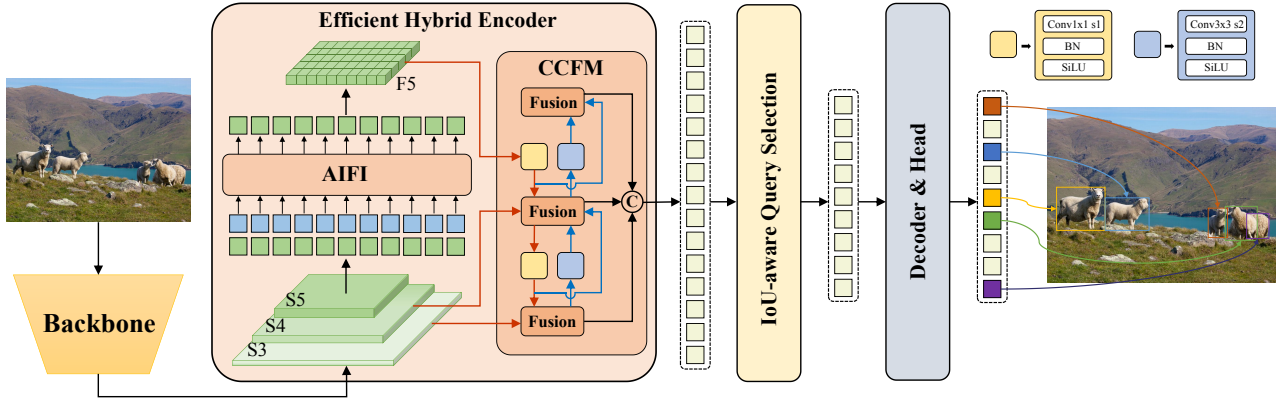 Efficient Hybrid Encoder
F5
CCFM
Fusion
AIFI
Fusion
C
S5
S4
S3
Fusion
Backbone
IoU-aware Query Selection
Decoder & Head
Conv1x1 s1
BN
SiLU
Conv3x3 s2
BN
SiLU